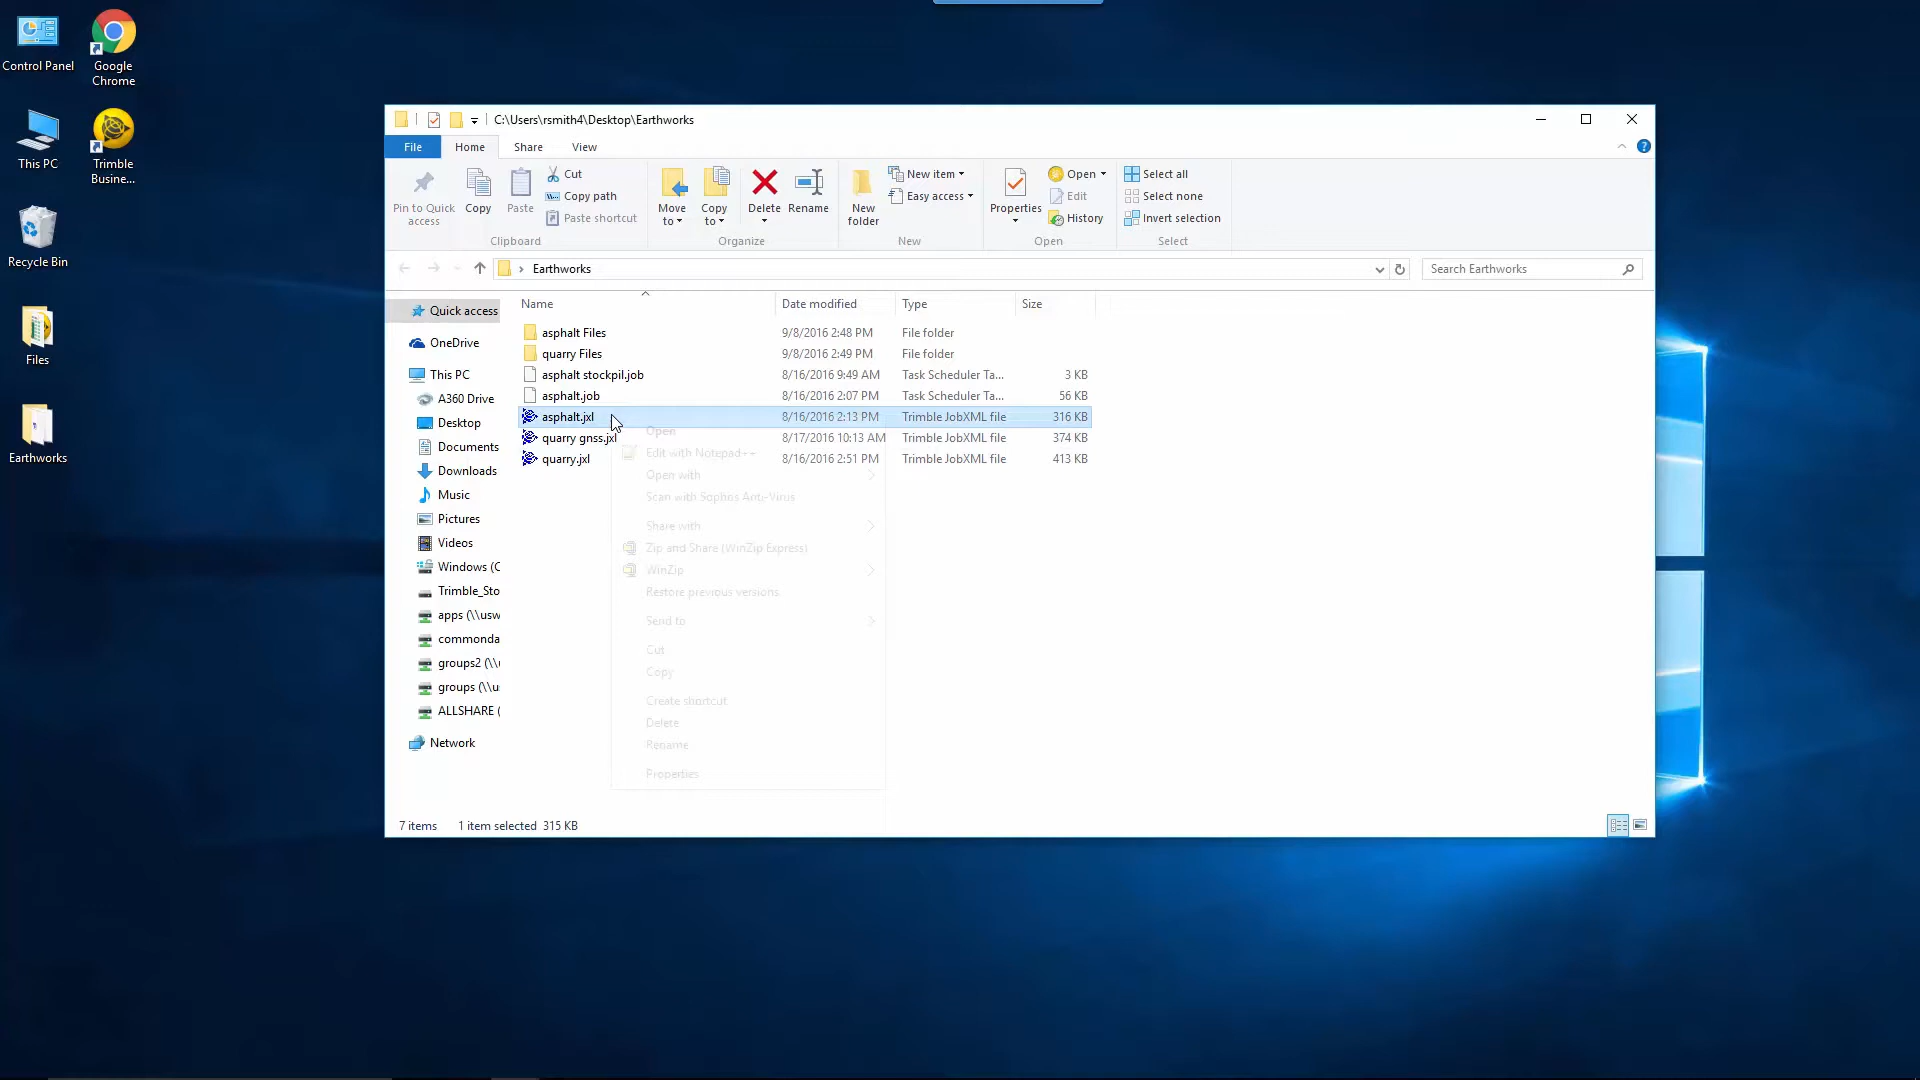 Control Panel
Google Chrome
This PC
Trimble Busine...
Recycle Bin
Files
Earthworks
C:\Users\rsmith4\Desktop\Earthworks
File Home Share View
Pin to Quick access
Copy
Paste
Cut
Copy path
Paste shortcut
Clipboard
Move to
Copy to
Delete
Rename
Organize
New folder
New item
Easy access
New
Properties
Open
Edit
History
Open
Select all
Select none
Invert selection
Select
Earthworks
Search Earthworks
Quick access
OneDrive
This PC
A360 Drive
Desktop
Documents
Downloads
Music
Pictures
Videos
Windows (C
Trimble_Sto
apps (\\usw
commonda
groups2 (\\u
groups (\\us
ALLSHARE (
Network
Name Date modified Type Size
asphalt Files 9/8/2016 2:48 PM File folder
quarry Files 9/8/2016 2:49 PM File folder
asphalt stockpil.job 8/16/2016 9:49 AM Task Scheduler Ta... 3 KB
asphalt.job 8/16/2016 2:07 PM Task Scheduler Ta... 56 KB
asphalt.jxl 8/16/2016 2:13 PM Trimble JobXML file 316 KB
quarry gnss.jxl 8/17/2016 10:13 AM Trimble JobXML file 374 KB
quarry.jxl 8/16/2016 2:51 PM Trimble JobXML file 413 KB
Open
Edit with Notepad++
Open with
Scan with Sophos Anti-Virus
Share with
Zip and Share (WinZip Express)
WinZip
Restore previous versions
Send to
Cut
Copy
Create shortcut
Delete
Rename
Properties
7 items 1 item selected 315 KB